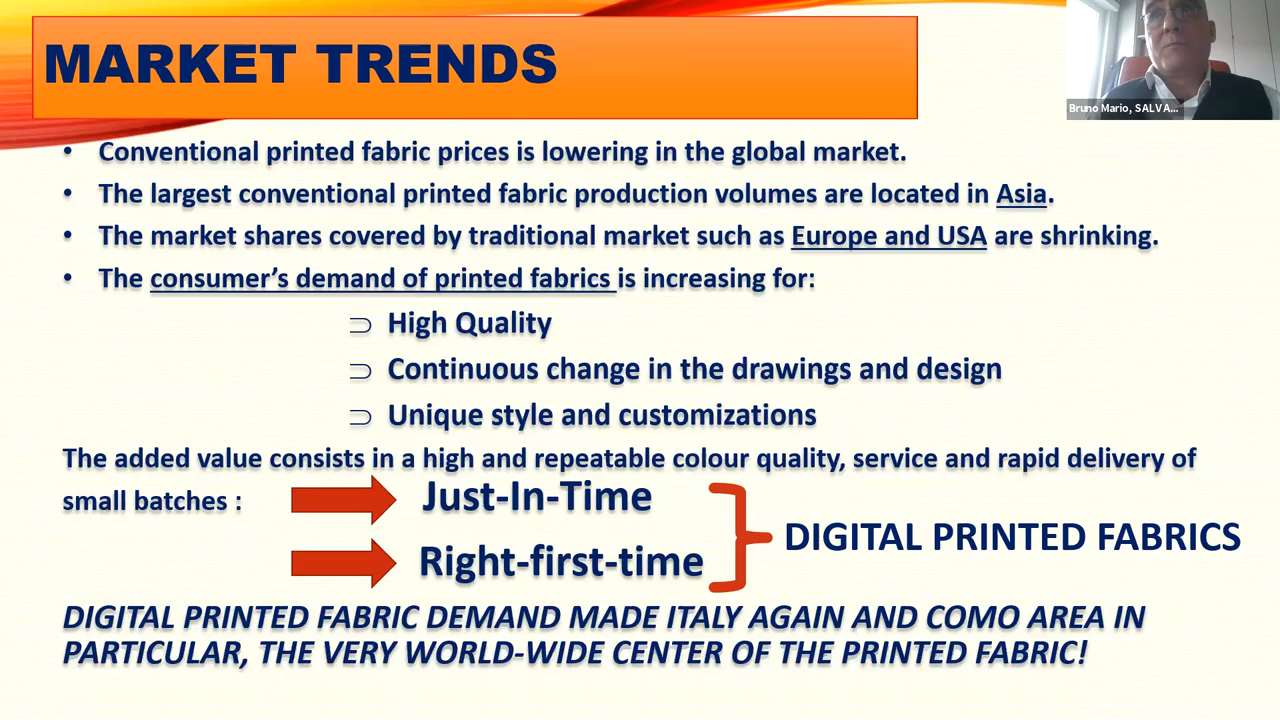 MARKET TRENDS
Bruno Mario, SALVA...
• Conventional printed fabric prices is lowering in the global market.
• The largest conventional printed fabric production volumes are located in Asia.
• The market shares covered by traditional market such as Europe and USA are shrinking.
• The consumer’s demand of printed fabrics is increasing for:
⊃ High Quality
⊃ Continuous change in the drawings and design
⊃ Unique style and customizations
The added value consists in a high and repeatable colour quality, service and rapid delivery of
small batches :
Just-In-Time
Right-first-time
DIGITAL PRINTED FABRICS
DIGITAL PRINTED FABRIC DEMAND MADE ITALY AGAIN AND COMO AREA IN
PARTICULAR, THE VERY WORLD-WIDE CENTER OF THE PRINTED FABRIC!